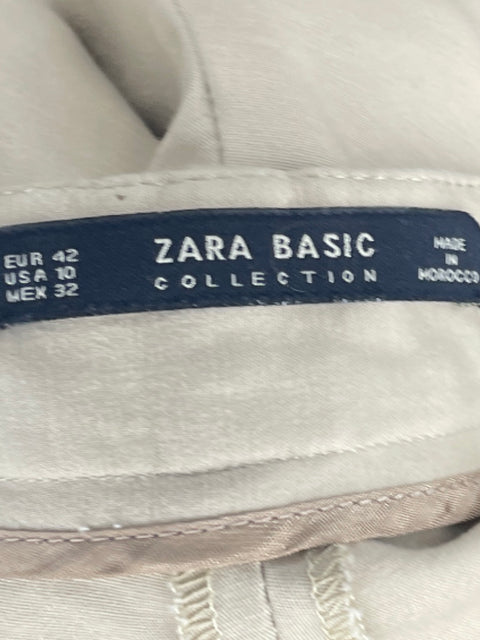 EUR 42
USA 10
MEX 32
ZARA BASIC
COLLECTION
MADE
IN
MOROCCO